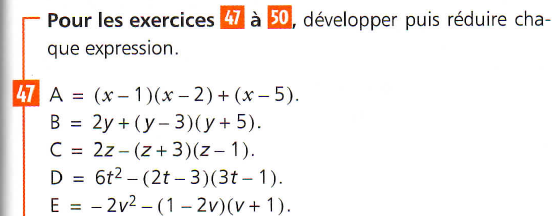 Pour les exercices 47 à 50, développer puis réduire cha-
que expression.
47 A = (x – 1)(x – 2) + (x – 5).
B = 2y + (y – 3)(y + 5).
C = 2z – (z + 3)(z – 1).
D = 6t² – (2t – 3)(3t – 1).
E = – 2v² – (1 – 2v)(v + 1).